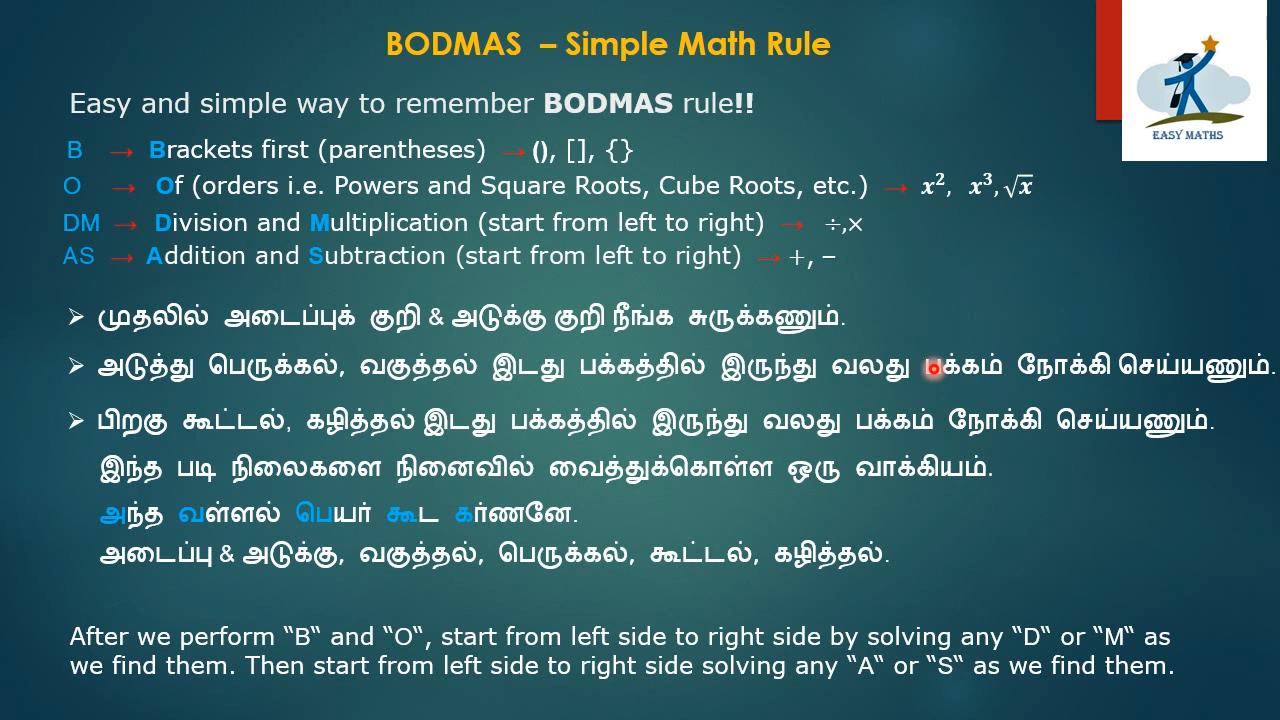 BODMAS – Simple Math Rule
EASY MATHS
Easy and simple way to remember BODMAS rule!!
B → Brackets first (parentheses) → (), [], {}
O → Of (orders i.e. Powers and Square Roots, Cube Roots, etc.) → x², x³, √x
DM → Division and Multiplication (start from left to right) → ÷,×
AS → Addition and Subtraction (start from left to right) → +, −
➢ முதலில் அடைப்புக் குறி & அடுக்கு குறி நீங்க சுருக்கணும்.
➢ அடுத்து பெருக்கல், வகுத்தல் இடது பக்கத்தில் இருந்து வலது பக்கம் நோக்கி செய்யணும்.
➢ பிறகு கூட்டல், கழித்தல் இடது பக்கத்தில் இருந்து வலது பக்கம் நோக்கி செய்யணும்.
இந்த படி நிலைகளை நினைவில் வைத்துக்கொள்ள ஒரு வாக்கியம்.
அந்த வள்ளல் பெயர் கூட கர்ணனே.
அடைப்பு & அடுக்கு, வகுத்தல், பெருக்கல், கூட்டல், கழித்தல்.
After we perform “B“ and “O“, start from left side to right side by solving any “D“ or “M“ as
we find them. Then start from left side to right side solving any “A“ or “S“ as we find them.